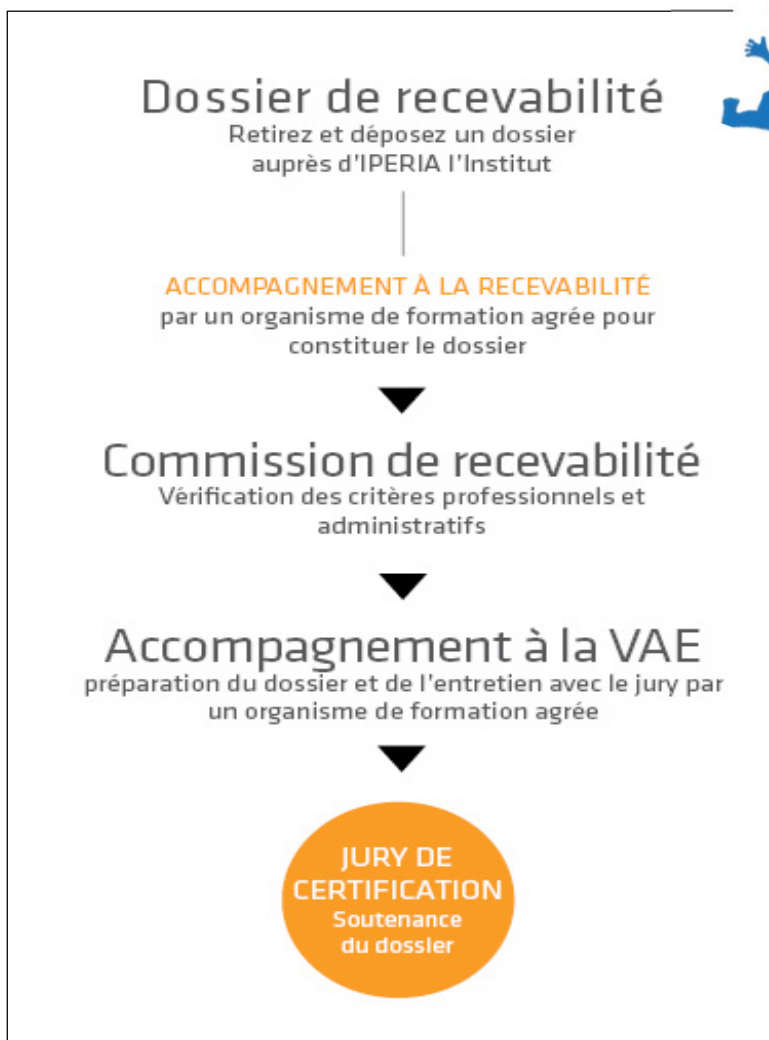 Dossier de recevabilité
Retirez et déposez un dossier
auprès d'IPERIA l'Institut
ACCOMPAGNEMENT À LA RECEVABILITÉ
par un organisme de formation agrée pour
constituer le dossier
Commission de recevabilité
Vérification des critères professionnels et
administratifs
Accompagnement à la VAE
préparation du dossier et de l'entretien avec le jury par
un organisme de formation agrée
JURY DE
CERTIFICATION
Soutenance
du dossier